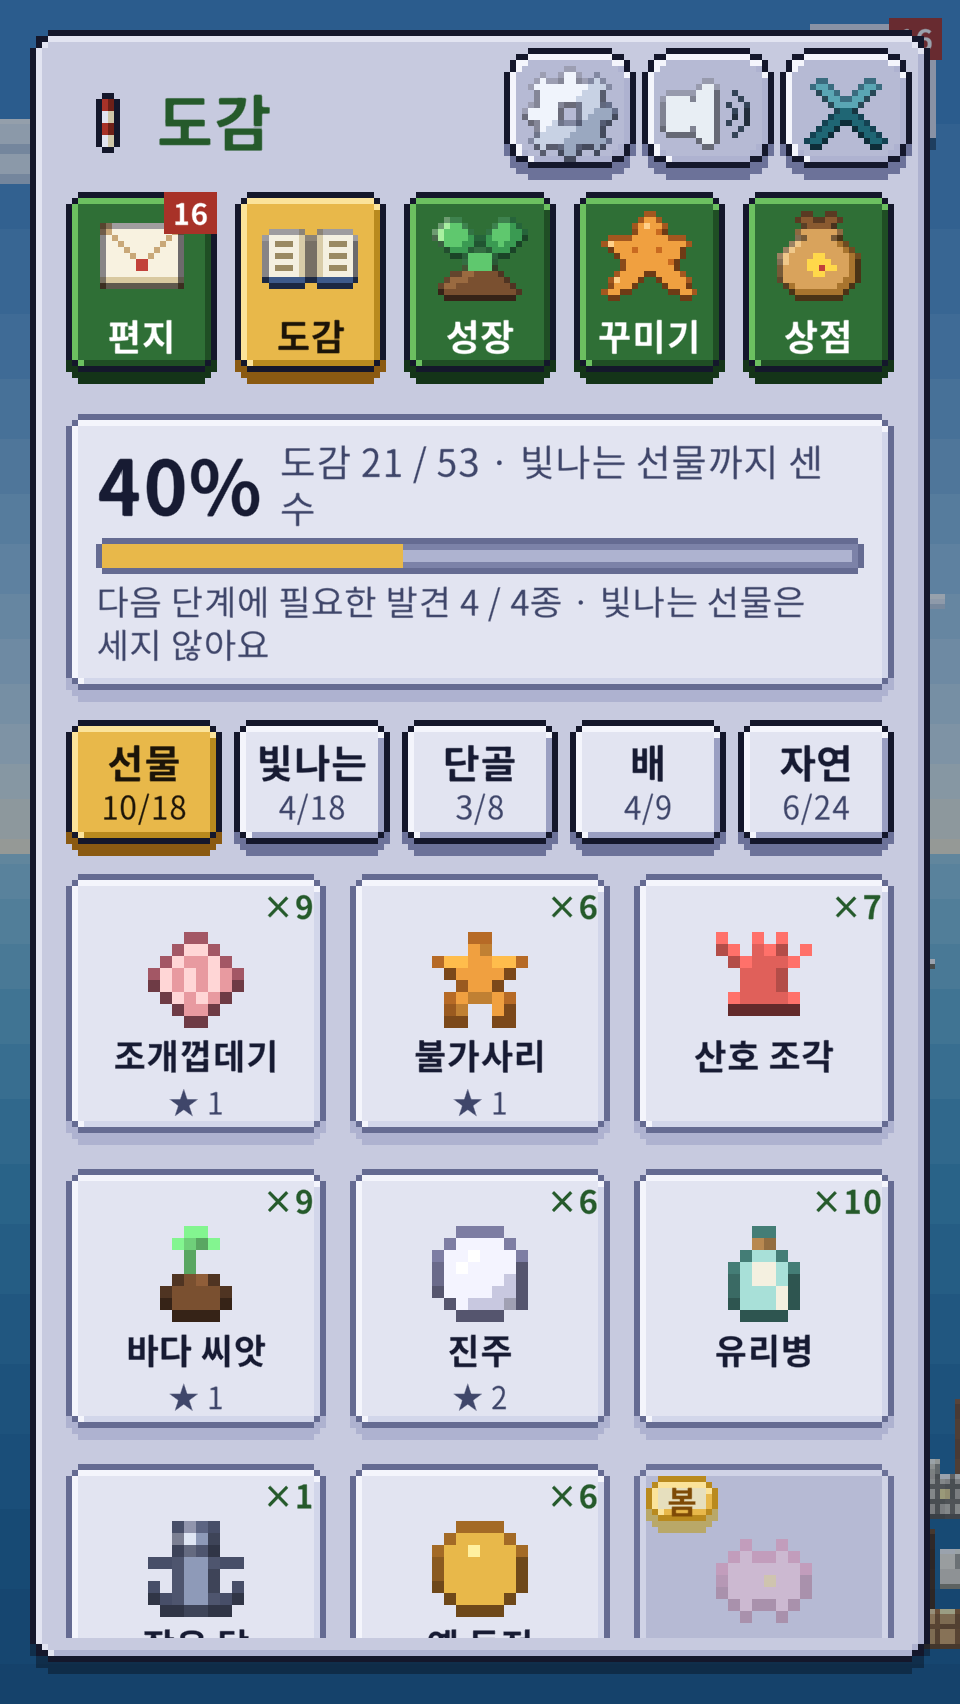 도감
16
편지
도감
성장
꾸미기
상점
40%
도감 21 / 53 · 빛나는 선물까지 센
수
다음 단계에 필요한 발견 4 / 4종 · 빛나는 선물은
세지 않아요
선물
빛나는
단골
배
자연
10/18
4/18
3/8
4/9
6/24
×9
×6
×7
조개껍데기
불가사리
산호 조각
★ 1
★ 1
×9
×6
×10
바다 씨앗
진주
유리병
★ 1
★ 2
×1
×6
봄